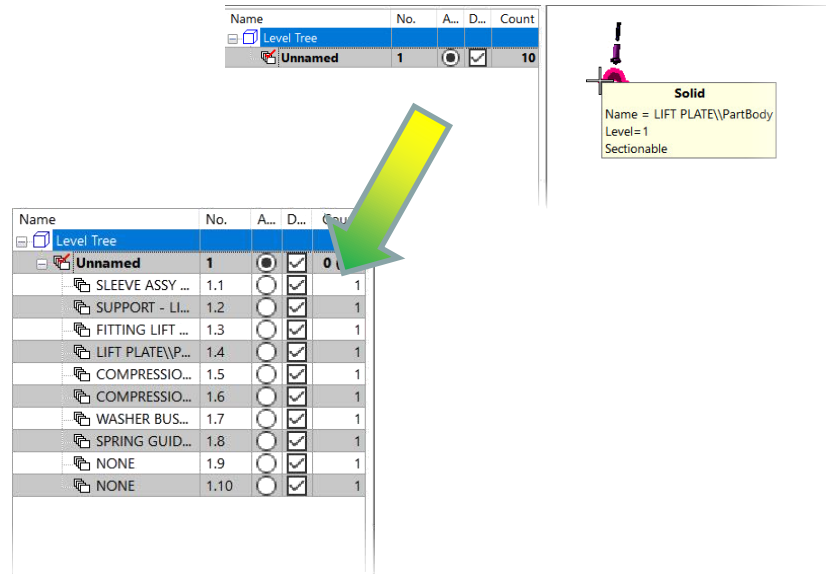 Name No. A... D... Count
Level Tree
Unnamed 1 10
Solid
Name = LIFT PLATE\\PartBody
Level=1
Sectionable
Name No. A... D...
Level Tree
Unnamed 1 0
SLEEVE ASSY ... 1.1 1
SUPPORT - LI... 1.2 1
FITTING LIFT ... 1.3 1
LIFT PLATE\\P... 1.4 1
COMPRESSIO... 1.5 1
COMPRESSIO... 1.6 1
WASHER BUS... 1.7 1
SPRING GUID... 1.8 1
NONE 1.9 1
NONE 1.10 1